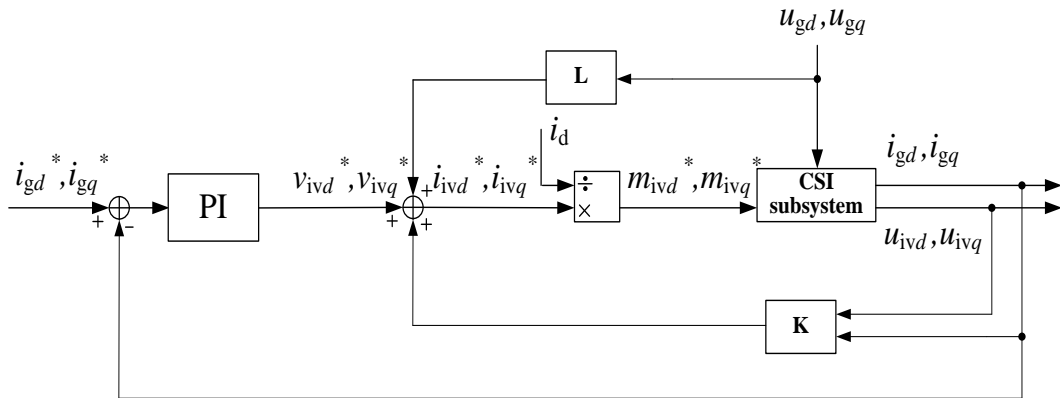 u_gd,u_gq
L
i_d
i_gd*,i_gq*
PI
v_ivd*,v_ivq*
i_ivd*,i_ivq*
÷
×
m_ivd*,m_ivq*
CSI
subsystem
i_gd,i_gq
u_ivd,u_ivq
K
+
-
+
+
+